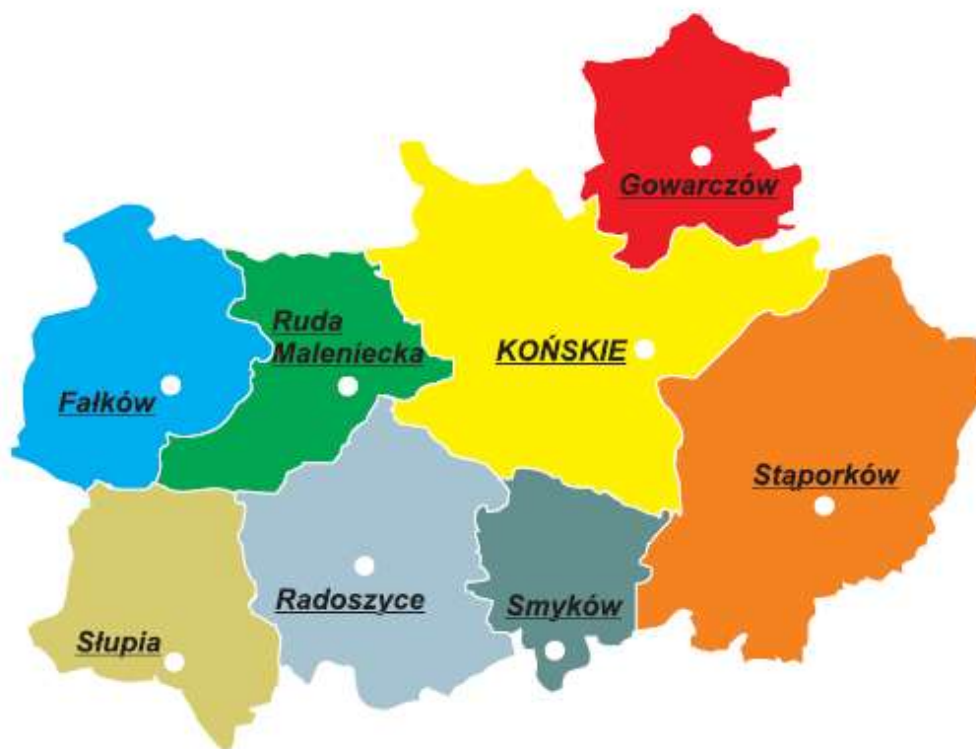 Gowarczów
Ruda
Maleniecka
KOŃSKIE
Fałków
Stąporków
Radoszyce
Smyków
Słupia